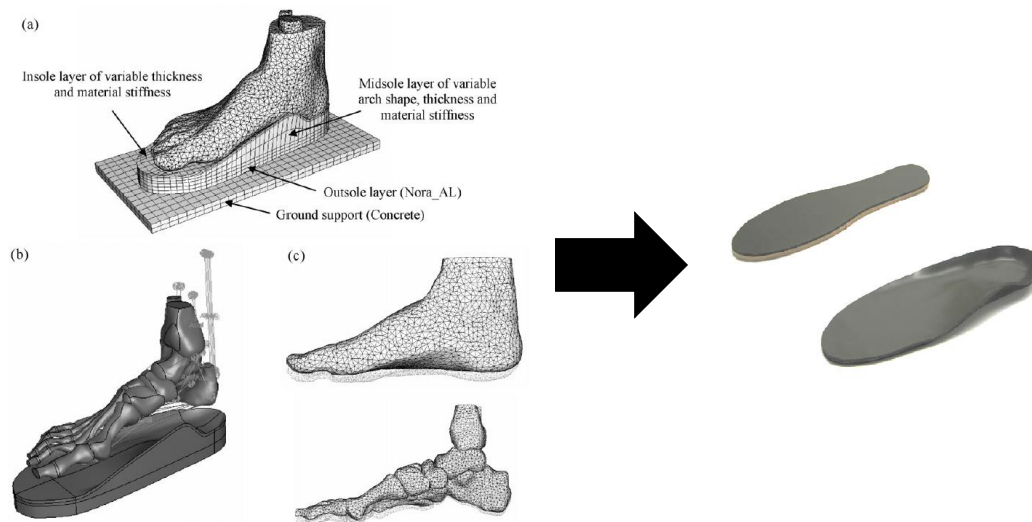 (a)
Insole layer of variable thickness
and material stiffness
Midsole layer of variable
arch shape, thickness and
material stiffness
Outsole layer (Nora_AL)
Ground support (Concrete)
(b)
(c)